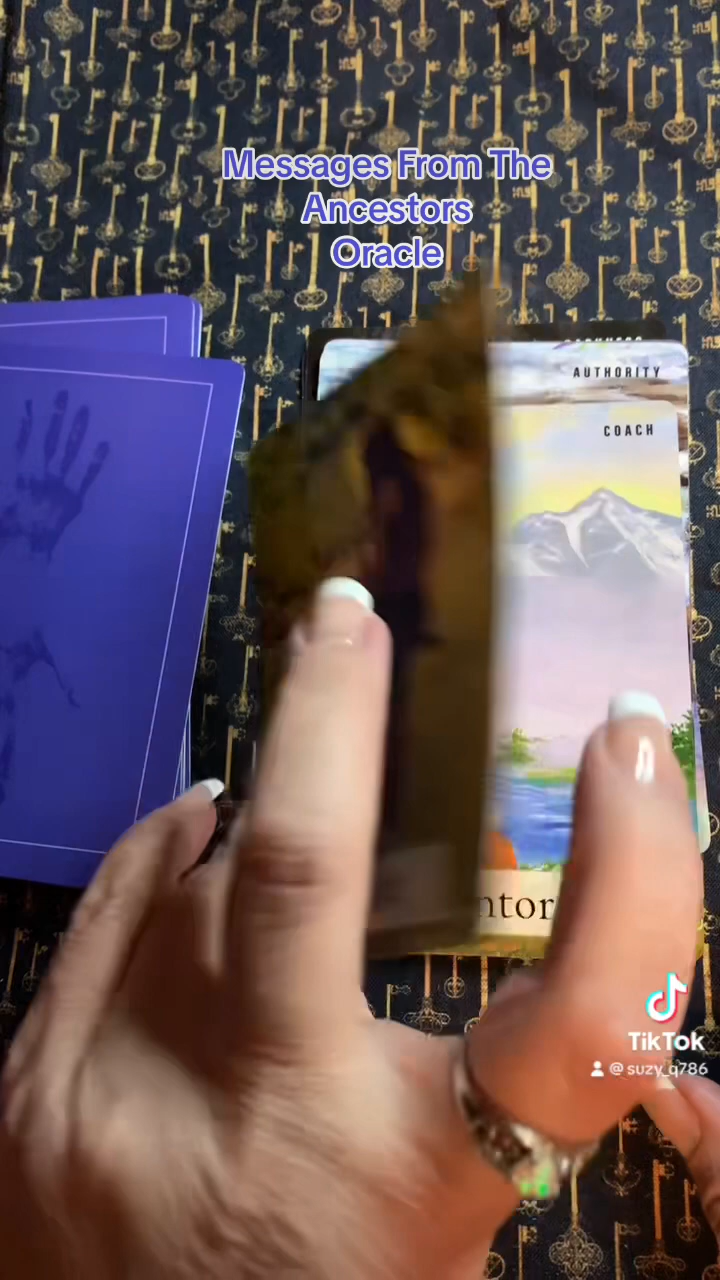 Messages From The
Ancestors
Oracle
AUTHORITY
COACH
ntor
TikTok
@suzy_q786